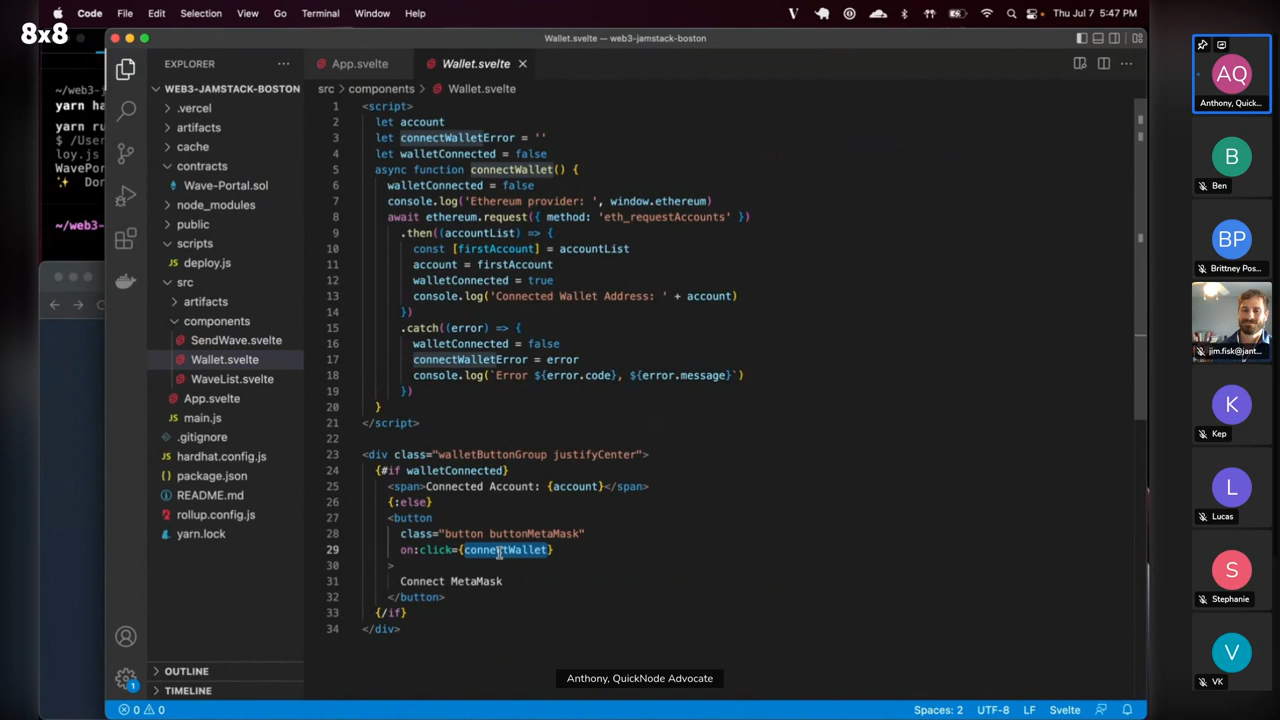 8x8
Code File Edit Selection View Go Terminal Window Help
Thu Jul 7 5:47 PM
Wallet.svelte — web3-jamstack-boston
~/web3-j
yarn ha
yarn ru
$ /User
loy.js
WavePor
✨ Don
~/web3-
EXPLORER
WEB3-JAMSTACK-BOSTON
.vercel
artifacts
cache
contracts
Wave-Portal.sol
node_modules
public
scripts
deploy.js
src
artifacts
components
SendWave.svelte
Wallet.svelte
WaveList.svelte
App.svelte
main.js
.gitignore
hardhat.config.js
package.json
README.md
rollup.config.js
yarn.lock
OUTLINE
TIMELINE
1
App.svelte Wallet.svelte
src > components > Wallet.svelte
1 <script>
2 let account
3 let connectWalletError = ''
4 let walletConnected = false
5 async function connectWallet() {
6 walletConnected = false
7 console.log('Ethereum provider: ', window.ethereum)
8 await ethereum.request({ method: 'eth_requestAccounts' })
9 .then((accountList) => {
10 const [firstAccount] = accountList
11 account = firstAccount
12 walletConnected = true
13 console.log('Connected Wallet Address: ' + account)
14 })
15 .catch((error) => {
16 walletConnected = false
17 connectWalletError = error
18 console.log(`Error ${error.code}, ${error.message}`)
19 })
20 }
21 </script>
22
23 <div class="walletButtonGroup justifyCenter">
24 {#if walletConnected}
25 <span>Connected Account: {account}</span>
26 {:else}
27 <button
28 class="button buttonMetaMask"
29 on:click={connectWallet}
30 >
31 Connect MetaMask
32 </button>
33 {/if}
34 </div>
Anthony, QuickNode Advocate
0 0
Spaces: 2 UTF-8 LF Svelte
AQ
Anthony, Quick...
B
Ben
BP
Brittney Pos...
jim.fisk@jant...
K
Kep
L
Lucas
S
Stephanie
V
VK